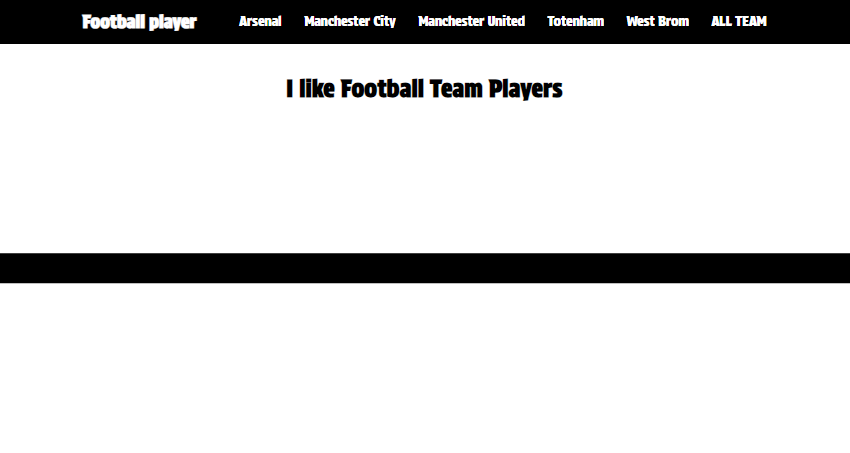 Football player Arsenal Manchester City Manchester United Totenham West Brom ALL TEAM
I like Football Team Players